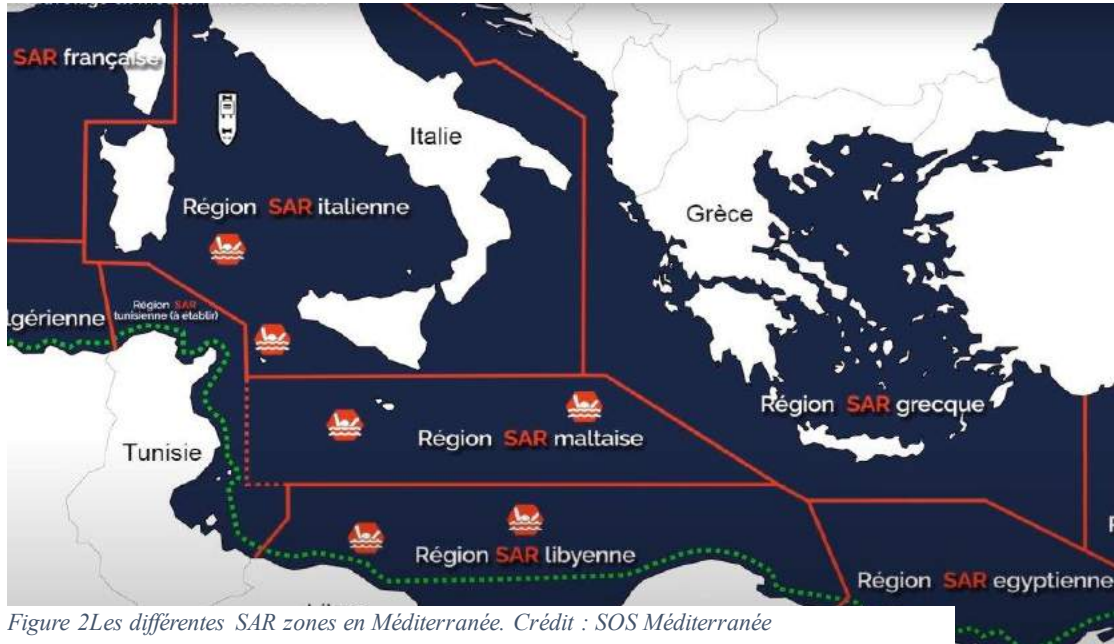 SAR française
Italie
Région SAR italienne
Grèce
Région SAR
tunisienne (à établir)
lgérienne
Région SAR grecque
Région SAR maltaise
Tunisie
Région SAR libyenne
Région SAR egyptienne
Figure 2Les différentes SAR zones en Méditerranée. Crédit : SOS Méditerranée